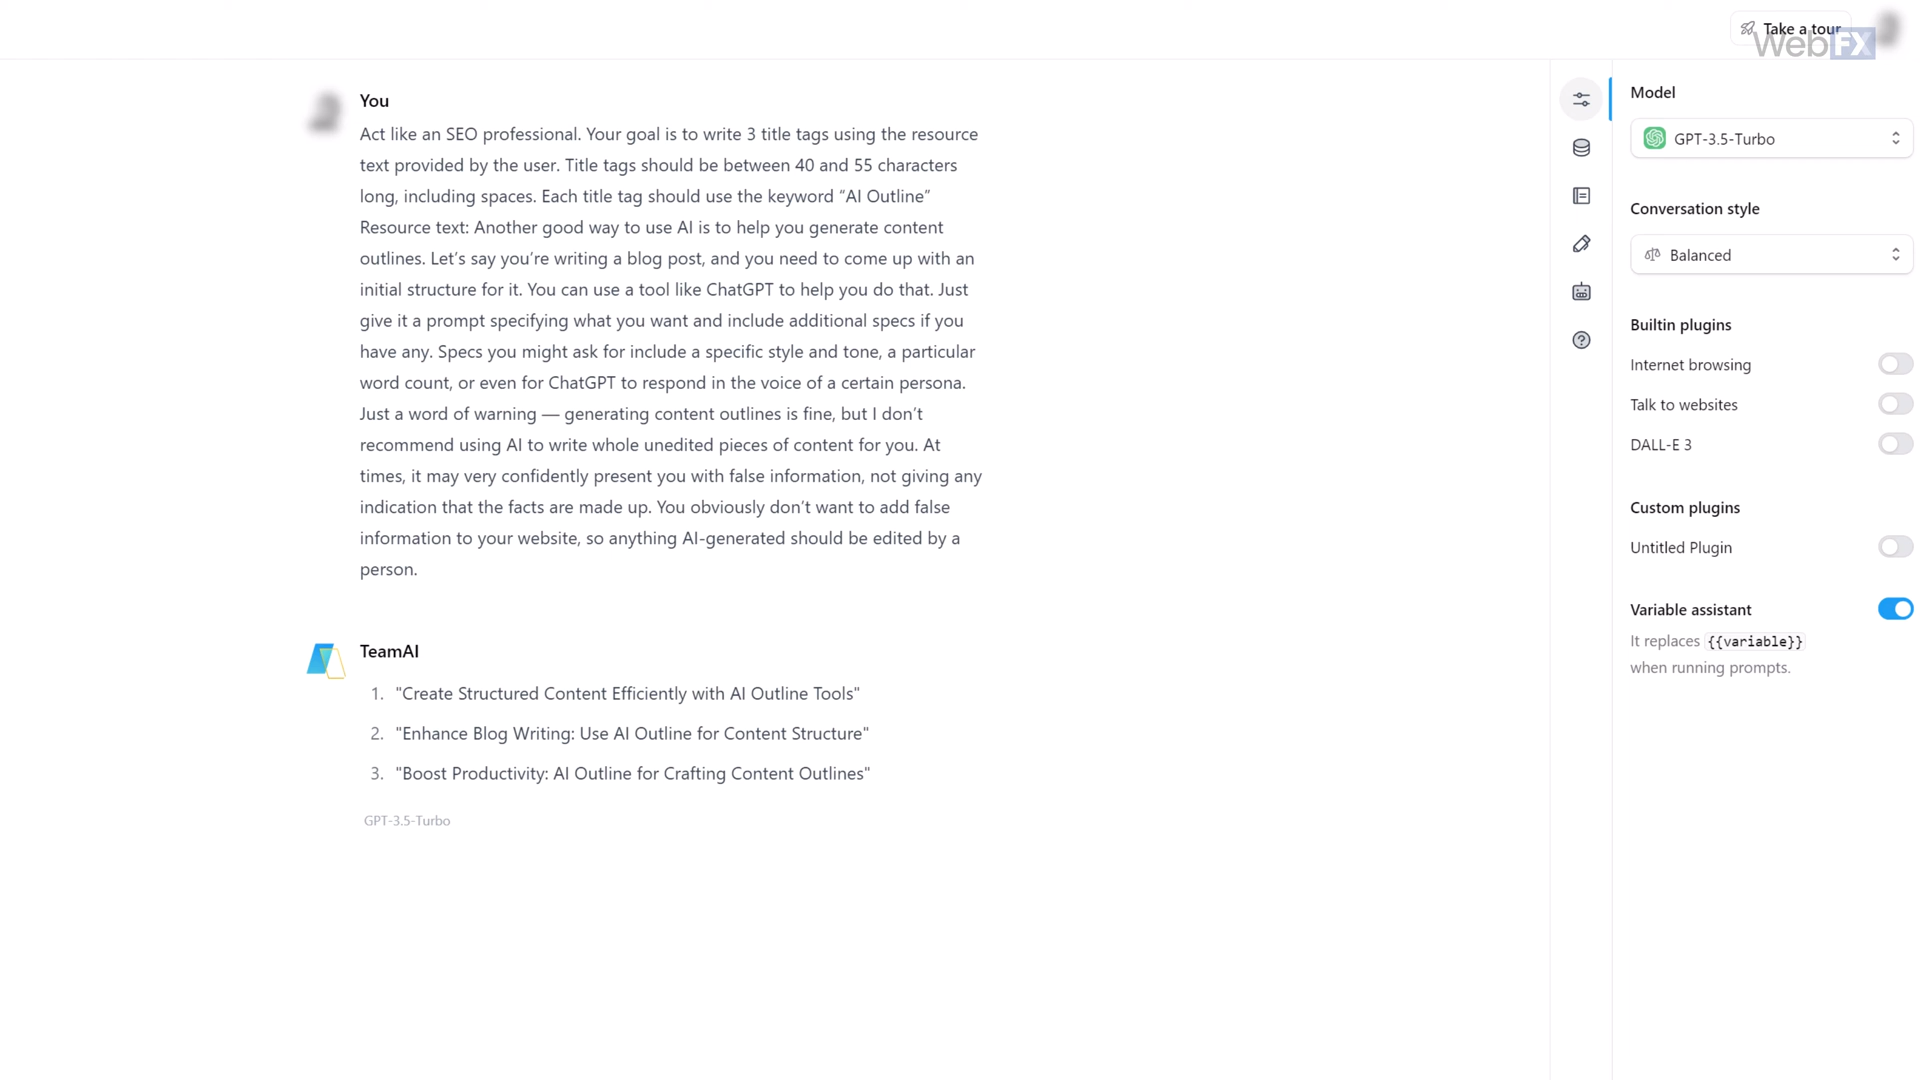 Take a tour
WebFX
You
Act like an SEO professional. Your goal is to write 3 title tags using the resource
text provided by the user. Title tags should be between 40 and 55 characters
long, including spaces. Each title tag should use the keyword “AI Outline”
Resource text: Another good way to use AI is to help you generate content
outlines. Let’s say you’re writing a blog post, and you need to come up with an
initial structure for it. You can use a tool like ChatGPT to help you do that. Just
give it a prompt specifying what you want and include additional specs if you
have any. Specs you might ask for include a specific style and tone, a particular
word count, or even for ChatGPT to respond in the voice of a certain persona.
Just a word of warning — generating content outlines is fine, but I don’t
recommend using AI to write whole unedited pieces of content for you. At
times, it may very confidently present you with false information, not giving any
indication that the facts are made up. You obviously don’t want to add false
information to your website, so anything AI-generated should be edited by a
person.
TeamAI
1. "Create Structured Content Efficiently with AI Outline Tools"
2. "Enhance Blog Writing: Use AI Outline for Content Structure"
3. "Boost Productivity: AI Outline for Crafting Content Outlines"
GPT-3.5-Turbo
Model
GPT-3.5-Turbo
Conversation style
Balanced
Builtin plugins
Internet browsing
Talk to websites
DALL-E 3
Custom plugins
Untitled Plugin
Variable assistant
It replaces {{variable}}
when running prompts.